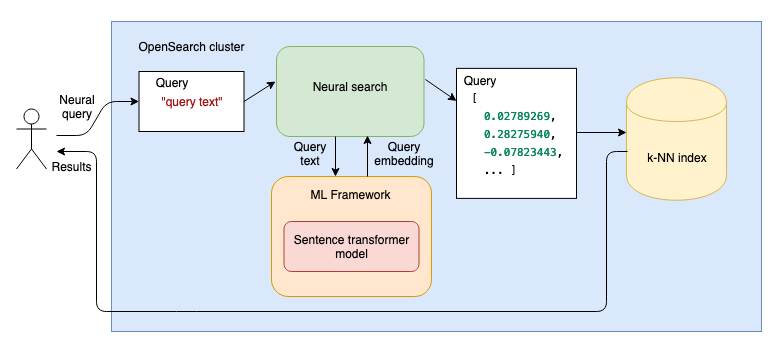 OpenSearch cluster
Neural
query
Query
"query text"
Neural search
Query
text
Query
embedding
ML Framework
Sentence transformer
model
Query
[
0.02789269,
0.28275940,
-0.07823443,
... ]
k-NN index
Results